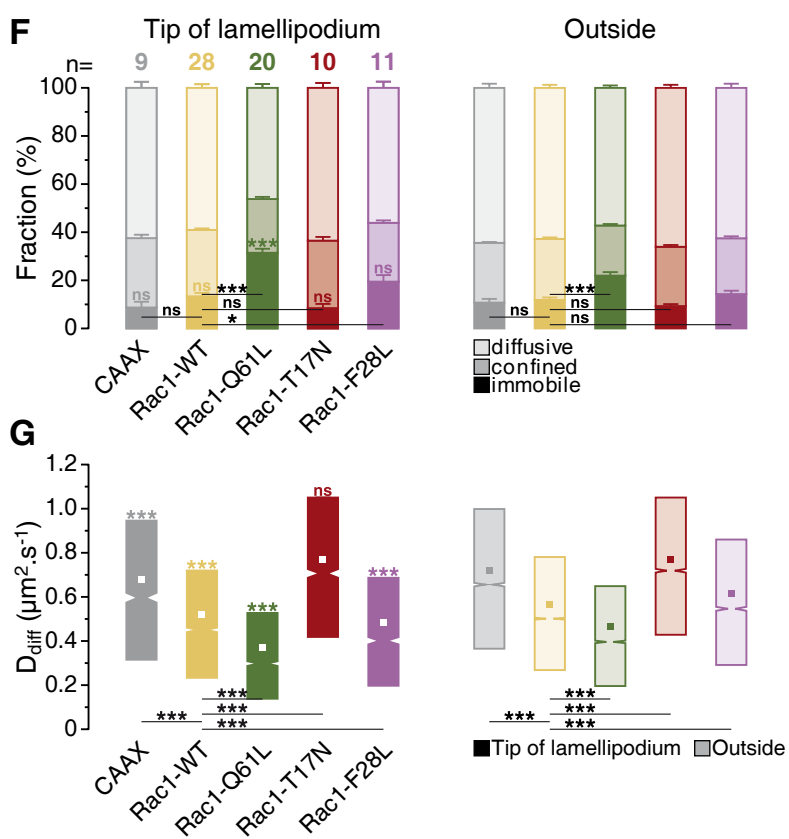 F
Tip of lamellipodium
Outside
n= 9 28 20 10 11
Fraction (%)
100
80
60
40
20
0
ns
ns
***
ns
ns
ns
***
ns
*
CAAX
Rac1-WT
Rac1-Q61L
Rac1-T17N
Rac1-F28L
ns
***
ns
ns
diffusive
confined
immobile
G
Ddiff (µm².s⁻¹)
1.2
1.0
0.8
0.6
0.4
0.2
0
***
***
***
ns
***
***
***
***
***
CAAX
Rac1-WT
Rac1-Q61L
Rac1-T17N
Rac1-F28L
***
***
***
***
Tip of lamellipodium Outside